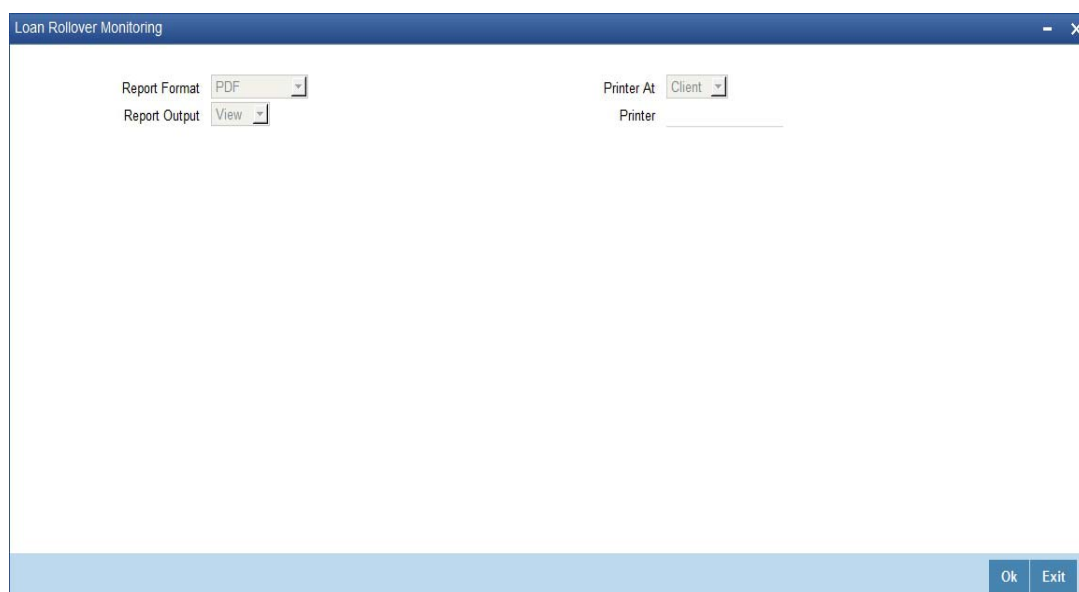 Loan Rollover Monitoring
Report Format PDF Printer At Client
Report Output View Printer
Ok Exit